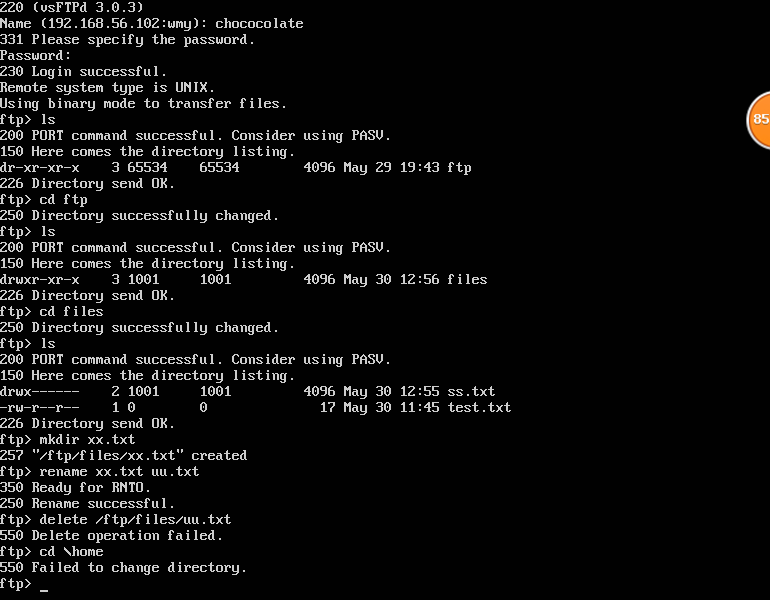 220 (vsFTPd 3.0.3)
Name (192.168.56.102:wmy): chococolate
331 Please specify the password.
Password:
230 Login successful.
Remote system type is UNIX.
Using binary mode to transfer files.
ftp> ls
200 PORT command successful. Consider using PASV.
150 Here comes the directory listing.
dr-xr-xr-x    3 65534    65534        4096 May 29 19:43 ftp
226 Directory send OK.
ftp> cd ftp
250 Directory successfully changed.
ftp> ls
200 PORT command successful. Consider using PASV.
150 Here comes the directory listing.
drwxr-xr-x    3 1001     1001         4096 May 30 12:56 files
226 Directory send OK.
ftp> cd files
250 Directory successfully changed.
ftp> ls
200 PORT command successful. Consider using PASV.
150 Here comes the directory listing.
drwx------    2 1001     1001         4096 May 30 12:55 ss.txt
-rw-r--r--    1 0        0              17 May 30 11:45 test.txt
226 Directory send OK.
ftp> mkdir xx.txt
257 "/ftp/files/xx.txt" created
ftp> rename xx.txt uu.txt
350 Ready for RNTO.
250 Rename successful.
ftp> delete /ftp/files/uu.txt
550 Delete operation failed.
ftp> cd \home
550 Failed to change directory.
ftp> _
85